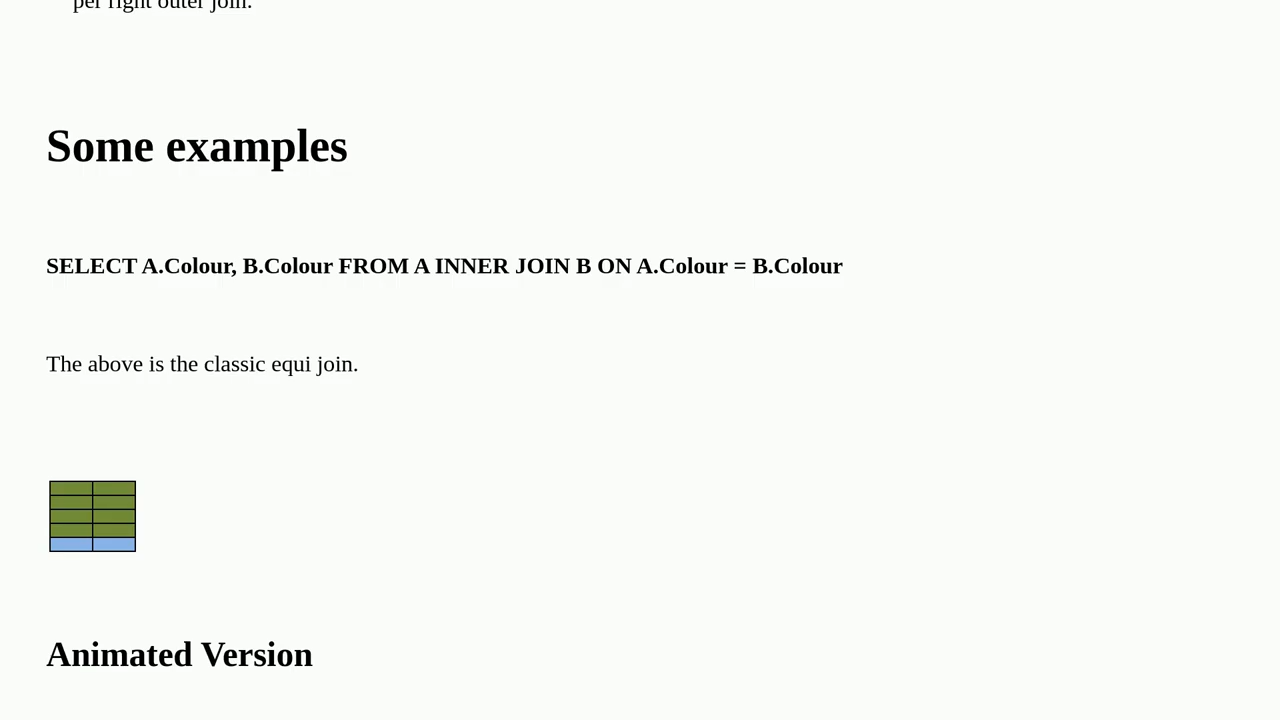 per right outer join.
Some examples
SELECT A.Colour, B.Colour FROM A INNER JOIN B ON A.Colour = B.Colour
The above is the classic equi join.
Animated Version